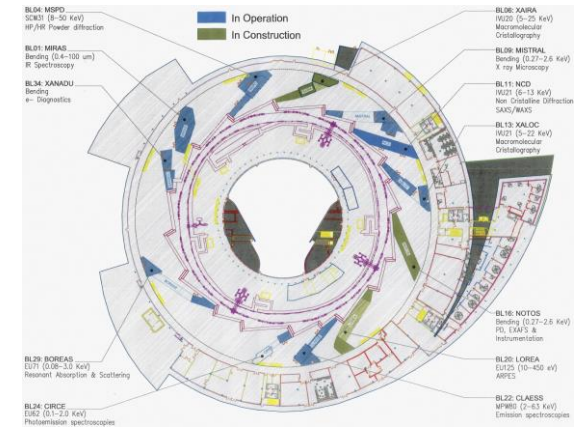 BL04: MSPD
SCW31 (8-50 KeV)
HP/HR Powder diffraction
BL01: MIRAS
Bending (0.4-100 um)
IR Spectroscopy
BL34: XANADU
Bending
e- Diagnostics
In Operation
In Construction
BL06: XAIRA
IVU20 (5-25 KeV)
Macromolecular
Cristallography
BL09: MISTRAL
Bending (0.27-2.6 KeV)
X ray Microscopy
BL11: NCD
IVU21 (6-13 KeV)
Non Cristalline Diffraction
SAXS/WAXS
BL13: XALOC
IVU21 (5-22 KeV)
Macromolecular
Cristallography
BL16: NOTOS
Bending (0.27-2.6 KeV)
PD, EXAFS &
Instrumentation
BL29: BOREAS
EU71 (0.08-3.0 KeV)
Resonant Absorption & Scattering
BL20: LOREA
EU125 (10-450 eV)
ARPES
BL24: CIRCE
EU62 (0.1-2.0 KeV)
Photoemission spectroscopies
BL22: CLAESS
MPW80 (2-63 KeV)
Emission spectroscopies